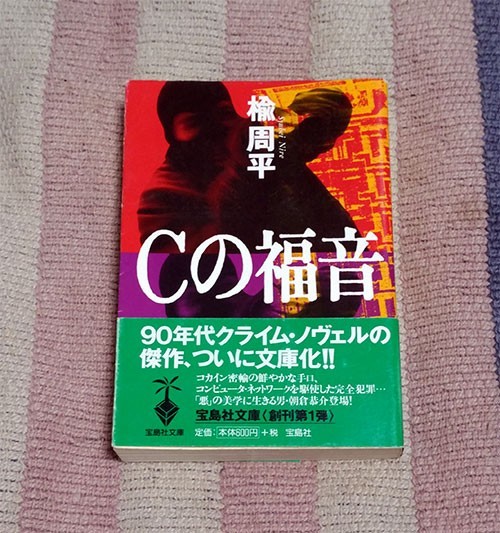 楡周平
Syuhei Nire
Cの福音
90年代クライム・ノヴェルの
傑作、ついに文庫化!!
コカイン密輸の鮮やかな手口、
コンピュータ・ネットワークを駆使した完全犯罪…
「悪」の美学に生きる男・朝倉恭介登場!
宝島社文庫〈創刊第1弾〉
定価:本体600円+税 宝島社
宝島社文庫